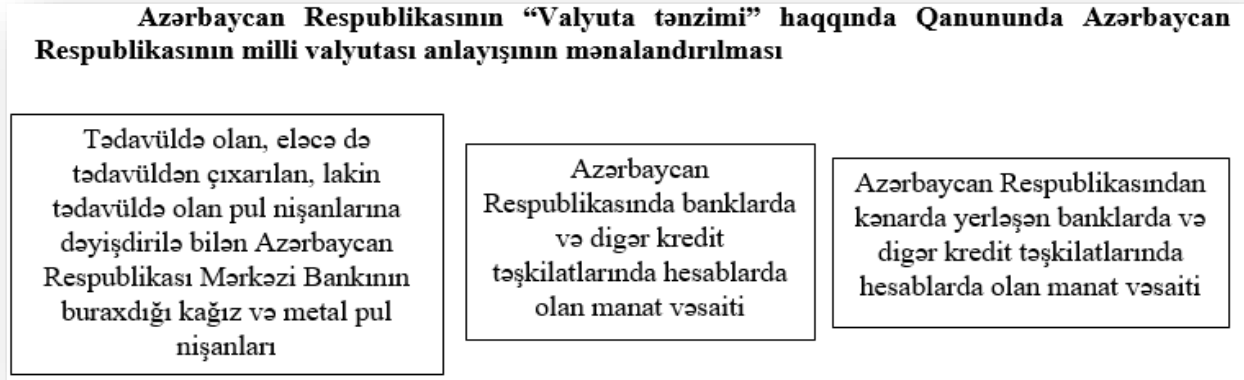 Azərbaycan Respublikasının “Valyuta tənzimi” haqqında Qanununda Azərbaycan
Respublikasının milli valyutası anlayışının mənalandırılması
Tədavüldə olan, eləcə də
tədavüldən çıxarılan, lakin
tədavüldə olan pul nişanlarına
dəyişdirilə bilən Azərbaycan
Respublikası Mərkəzi Bankının
buraxdığı kağız və metal pul
nişanları
Azərbaycan
Respublikasında banklarda
və digər kredit
təşkilatlarında hesablarda
olan manat vəsaiti
Azərbaycan Respublikasından
kənarda yerləşən banklarda və
digər kredit təşkilatlarında
hesablarda olan manat vəsaiti